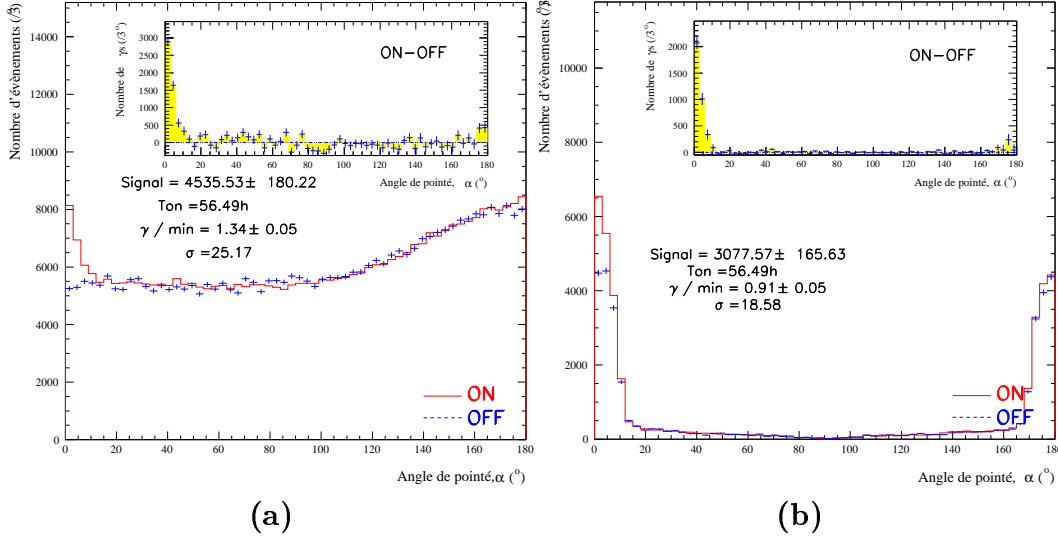 Nombre d'évènements (/3°)
14000
12000
10000
8000
6000
4000
2000
0
0 20 40 60 80 100 120 140 160 180
Angle de pointé,α (°)
Nombre de γs (/3°)
3000
2500
2000
1500
1000
500
0
0 20 40 60 80 100 120 140 160 180
Angle de pointé, α (°)
ON−OFF
Signal = 4535.53± 180.22
Ton =56.49h
γ / min = 1.34± 0.05
σ =25.17
ON
OFF
(a)
Nombre d'évènements (/3°)
10000
8000
6000
4000
2000
0
0 20 40 60 80 100 120 140 160 180
Angle de pointé, α (°)
Nombre de γs (/3°)
2000
1500
1000
500
0
0 20 40 60 80 100 120 140 160 180
Angle de pointé, α (°)
ON−OFF
Signal = 3077.57± 165.63
Ton =56.49h
γ / min = 0.91± 0.05
σ =18.58
ON
OFF
(b)